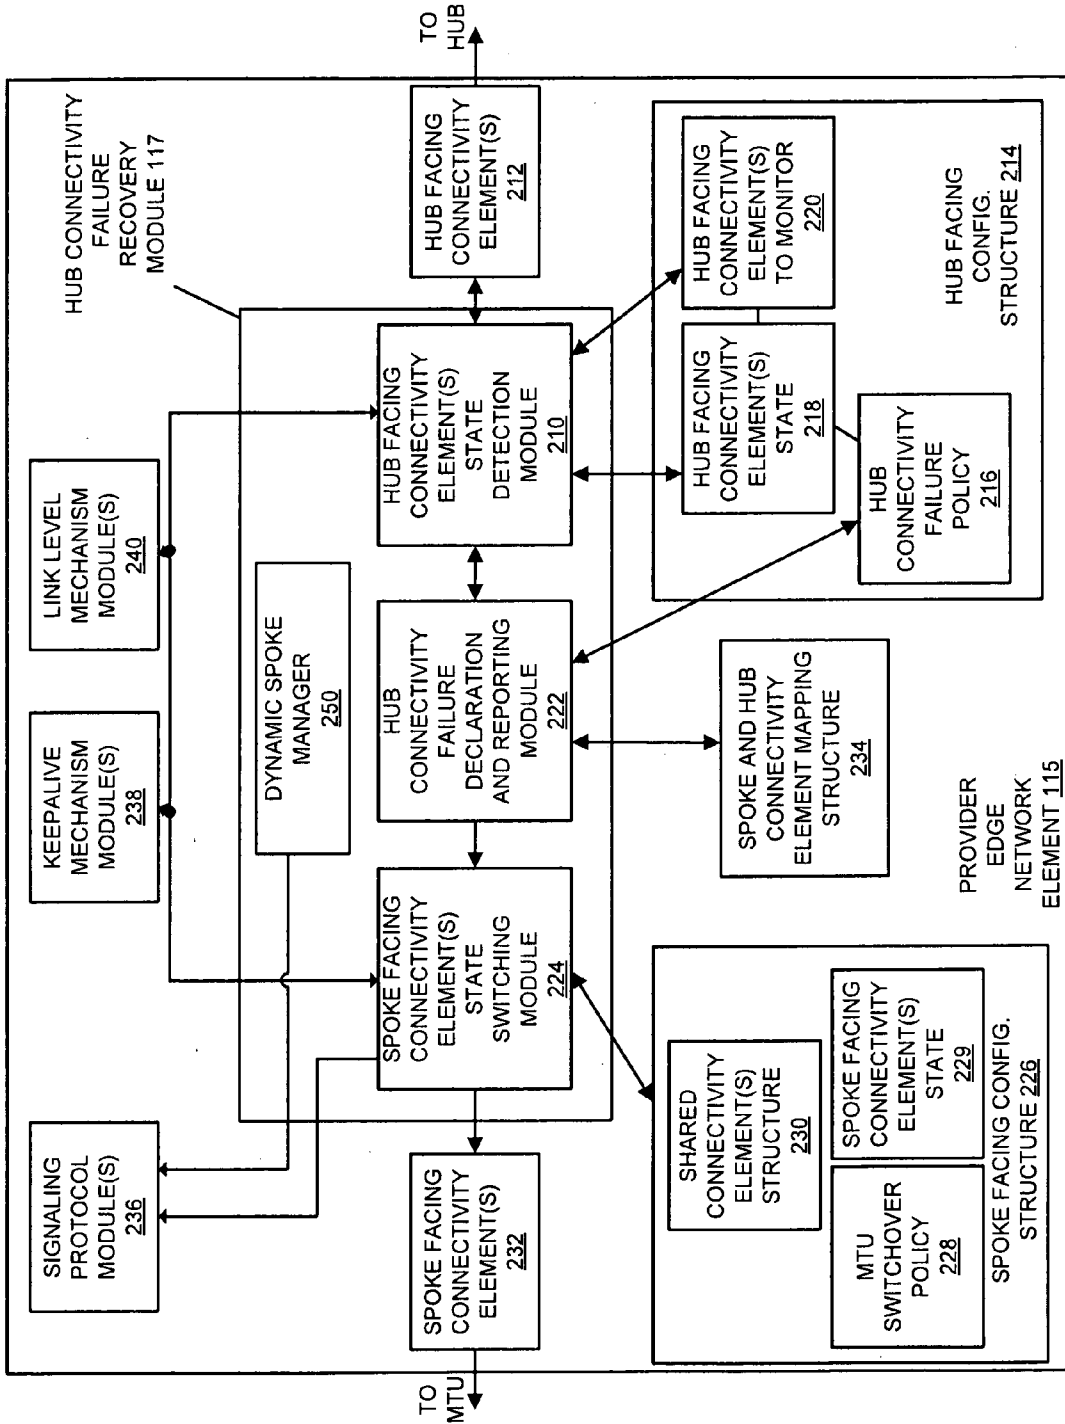 TO
HUB
HUB CONNECTIVITY
FAILURE
RECOVERY
MODULE 117
HUB FACING
CONNECTIVITY
ELEMENT(S)
212
LINK LEVEL
MECHANISM
MODULE(S)
240
KEEPALIVE
MECHANISM
MODULE(S)
238
SIGNALING
PROTOCOL
MODULE(S)
236
DYNAMIC SPOKE
MANAGER
250
HUB FACING
CONNECTIVITY
ELEMENT(S)
STATE
DETECTION
MODULE
210
HUB
CONNECTIVITY
FAILURE
DECLARATION
AND REPORTING
MODULE
222
SPOKE FACING
CONNECTIVITY
ELEMENT(S)
STATE
SWITCHING
MODULE
224
SPOKE FACING
CONNECTIVITY
ELEMENT(S)
232
TO
MTU
HUB FACING
CONNECTIVITY
ELEMENT(S)
TO MONITOR
220
HUB FACING
CONNECTIVITY
ELEMENT(S)
STATE
218
HUB
CONNECTIVITY
FAILURE
POLICY
216
HUB FACING
CONFIG.
STRUCTURE 214
SPOKE AND HUB
CONNECTIVITY
ELEMENT MAPPING
STRUCTURE
234
PROVIDER
EDGE
NETWORK
ELEMENT 115
SHARED
CONNECTIVITY
ELEMENT(S)
STRUCTURE
230
SPOKE FACING
CONNECTIVITY
ELEMENT(S)
STATE
229
MTU
SWITCHOVER
POLICY
228
SPOKE FACING CONFIG.
STRUCTURE 226